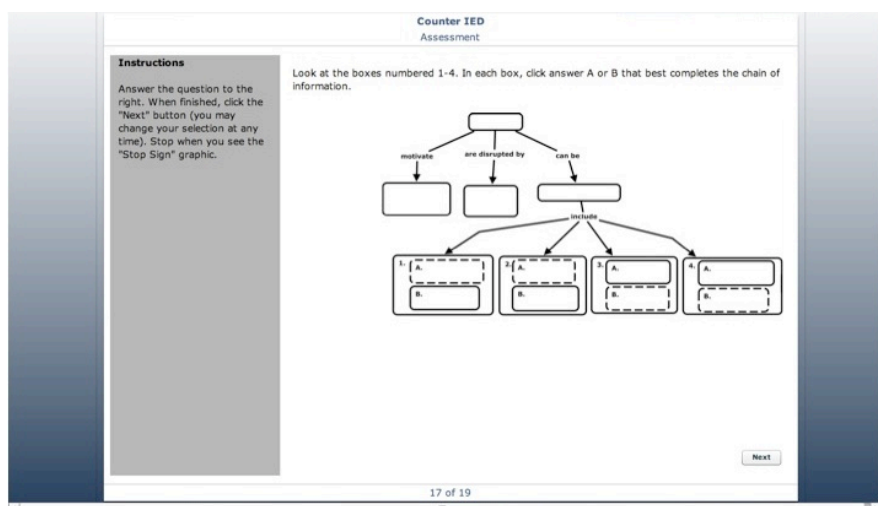 Counter IED
Assessment
Instructions
Answer the question to the
right. When finished, click the
"Next" button (you may
change your selection at any
time). Stop when you see the
"Stop Sign" graphic.
Look at the boxes numbered 1-4. In each box, click answer A or B that best completes the chain of
information.
motivate
are disrupted by
can be
include
1. A.
B.
2. A.
B.
3. A.
B.
4. A.
B.
Next
17 of 19